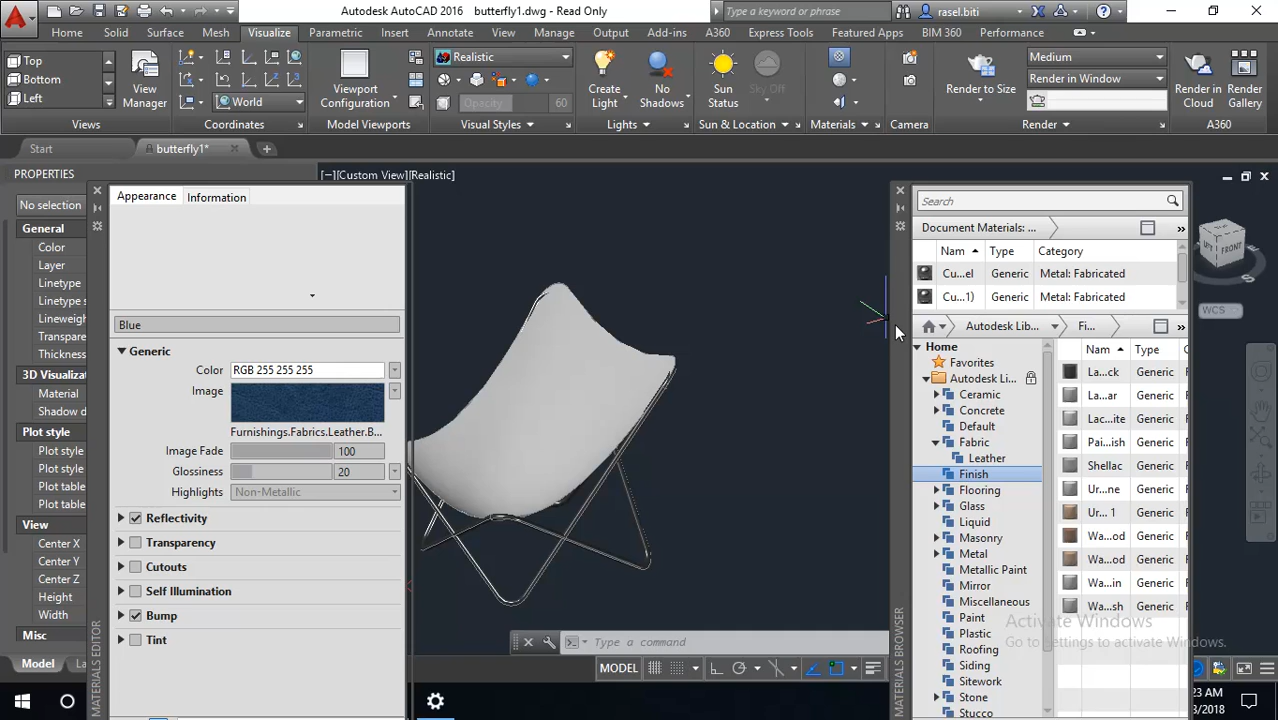 Autodesk AutoCAD 2016 butterfly1.dwg - Read Only
Type a keyword or phrase
rasel.biti
Home Solid Surface Mesh Visualize Parametric Insert Annotate View Manage Output Add-ins A360 Express Tools Featured Apps BIM 360 Performance
Top
Bottom
Left
View Manager
World
Viewport Configuration
Realistic
Opacity 60
Create Light
No Shadows
Sun Status
Sky Off
Render to Size
Medium
Render in Window
Render in Cloud
Render Gallery
Views Coordinates Model Viewports Visual Styles Lights Sun & Location Materials Camera Render A360
Start
butterfly1*
PROPERTIES
No selection
General
Color
Layer
Linetype
Linetype s
Lineweig
Transpare
Thickness
3D Visualiz
Material
Shadow d
Plot style
Plot style
Plot style
Plot table
Plot table
View
Center X
Center Y
Center Z
Height
Width
Misc
Model
La
MATERIALS EDITOR
Appearance Information
Blue
Generic
Color RGB 255 255 255
Image
Furnishings.Fabrics.Leather.B...
Image Fade 100
Glossiness 20
Highlights Non-Metallic
Reflectivity
Transparency
Cutouts
Self Illumination
Bump
Tint
[−][Custom View][Realistic]
Type a command
MODEL
MATERIALS BROWSER
Search
Document Materials: ...
Nam Type Category
Cu...el Generic Metal: Fabricated
Cu...1) Generic Metal: Fabricated
Autodesk Lib... Fi...
Home
Favorites
Autodesk Li...
Ceramic
Concrete
Default
Fabric
Leather
Finish
Flooring
Glass
Liquid
Masonry
Metal
Metallic Paint
Mirror
Miscellaneous
Paint
Plastic
Roofing
Siding
Sitework
Stone
Stucco
Nam Type C
La...ck Generic
La...ar Generic
Lac...ite Generic
Pai...ish Generic
Shellac Generic
Ur...ne Generic
Ur... 1 Generic
Wa...od Generic
Wa...od Generic
Wa...in Generic
Wa...sh Generic
FRONT
WCS
Activate Windows
Go to Settings to activate Windows.
23 AM
3/2018